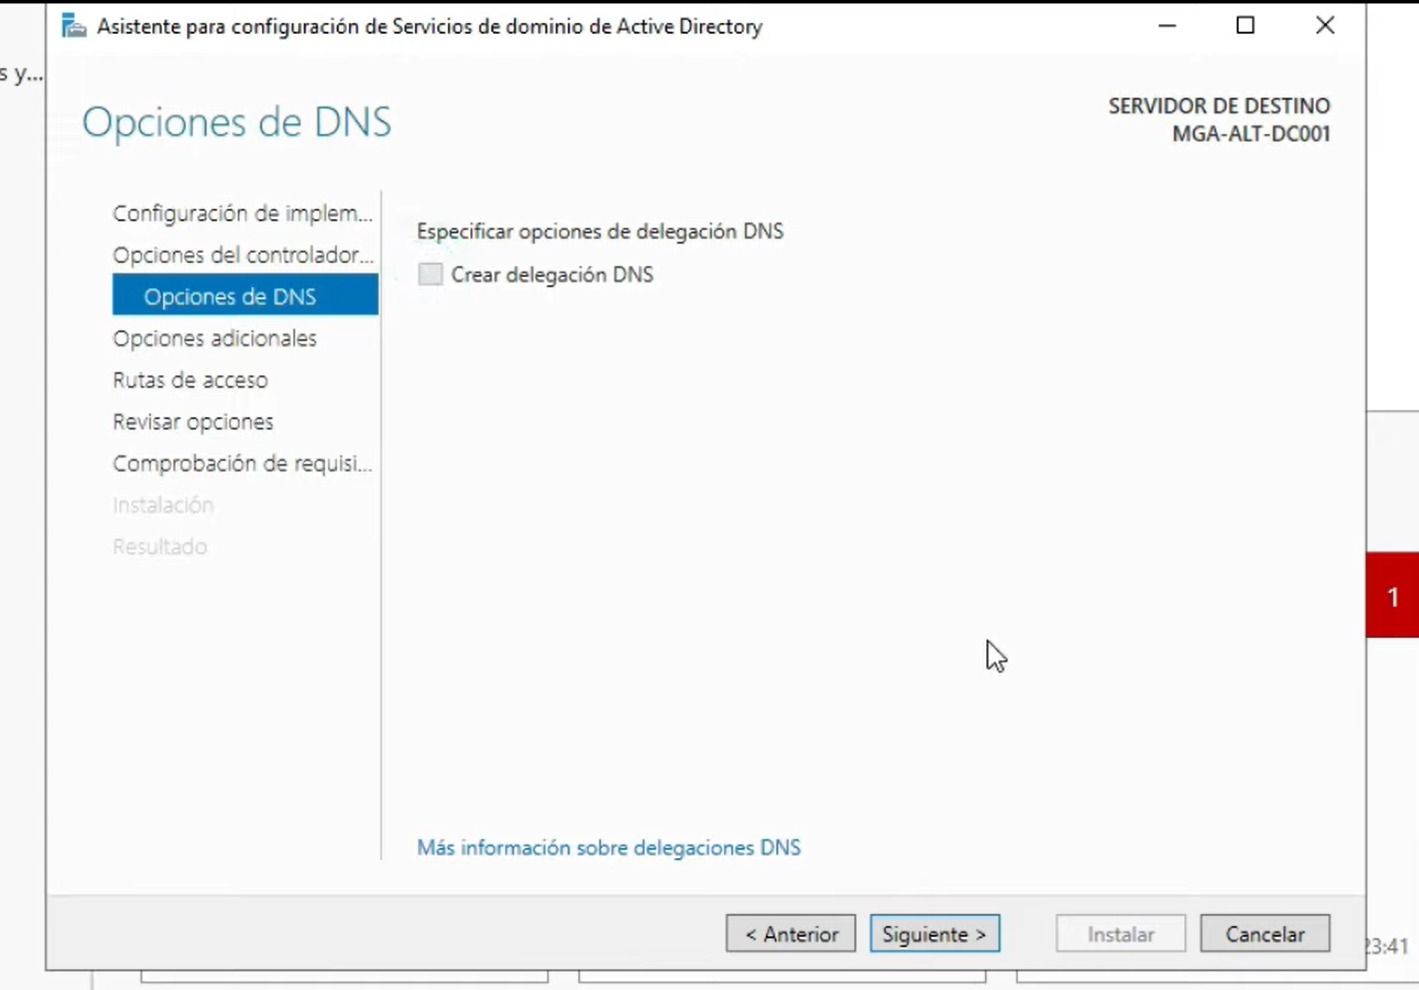 Asistente para configuración de Servicios de dominio de Active Directory
s y...
Opciones de DNS
SERVIDOR DE DESTINO
MGA-ALT-DC001
Configuración de implem...
Opciones del controlador...
Opciones de DNS
Opciones adicionales
Rutas de acceso
Revisar opciones
Comprobación de requisi...
Instalación
Resultado
Especificar opciones de delegación DNS
Crear delegación DNS
1
Más información sobre delegaciones DNS
< Anterior
Siguiente >
Instalar
Cancelar
23:41